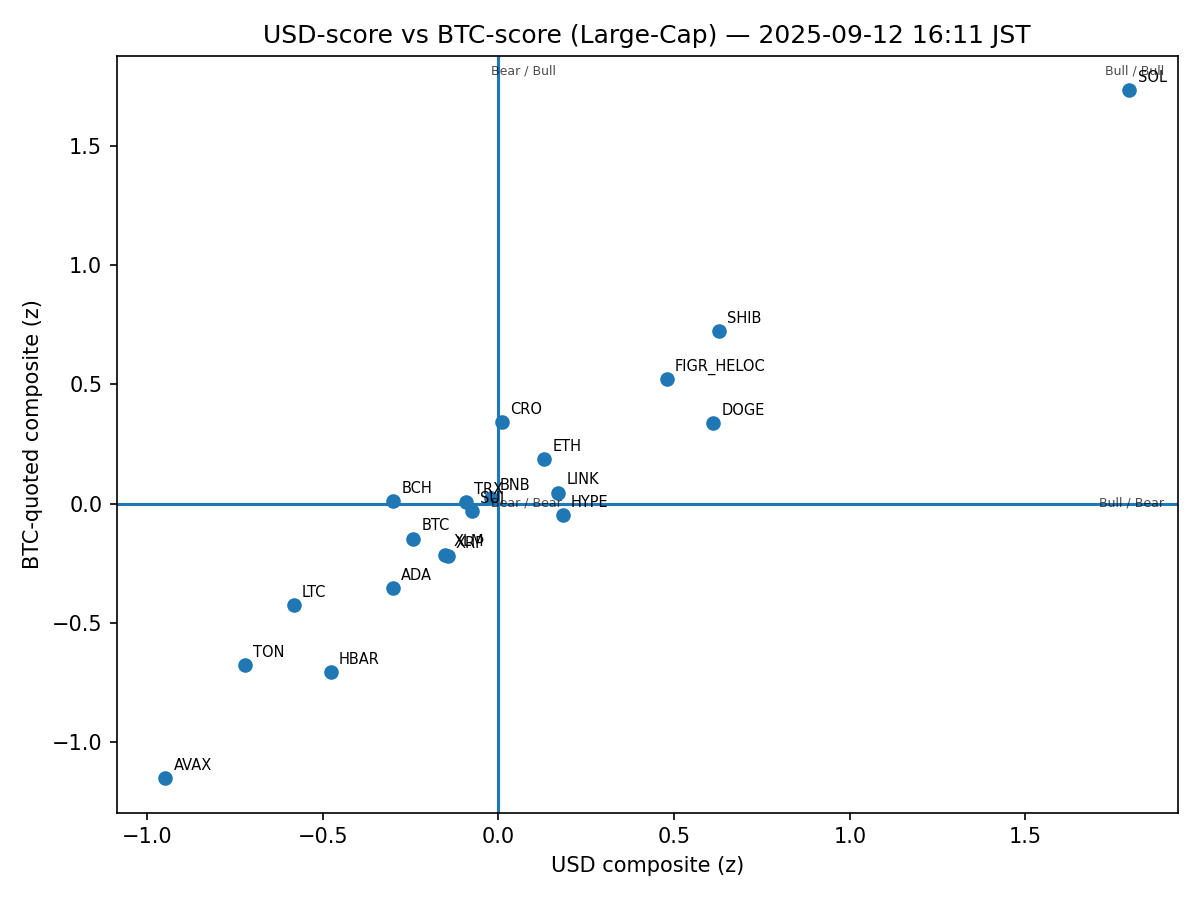 USD-score vs BTC-score (Large-Cap) — 2025-09-12 16:11 JST
Bear / Bull
Bull / Bull
SOL
1.5
1.0
SHIB
FIGR_HELOC
0.5
DOGE
CRO
ETH
LINK
BCH
TRX
BNB
SUI
HYPE
0.0
Bear / Bear
Bull / Bear
BTC
XLM
XRP
ADA
LTC
−0.5
TON
HBAR
−1.0
AVAX
BTC-quoted composite (z)
−1.0
−0.5
0.0
0.5
1.0
1.5
USD composite (z)